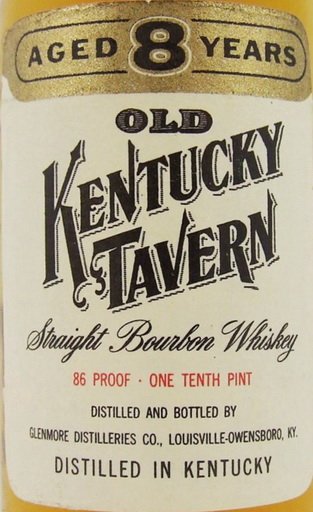 AGED 8 YEARS
OLD
KENTUCKY
TAVERN
Straight Bourbon Whiskey
86 PROOF · ONE TENTH PINT
DISTILLED AND BOTTLED BY
GLENMORE DISTILLERIES CO., LOUISVILLE-OWENSBORO, KY.
DISTILLED IN KENTUCKY